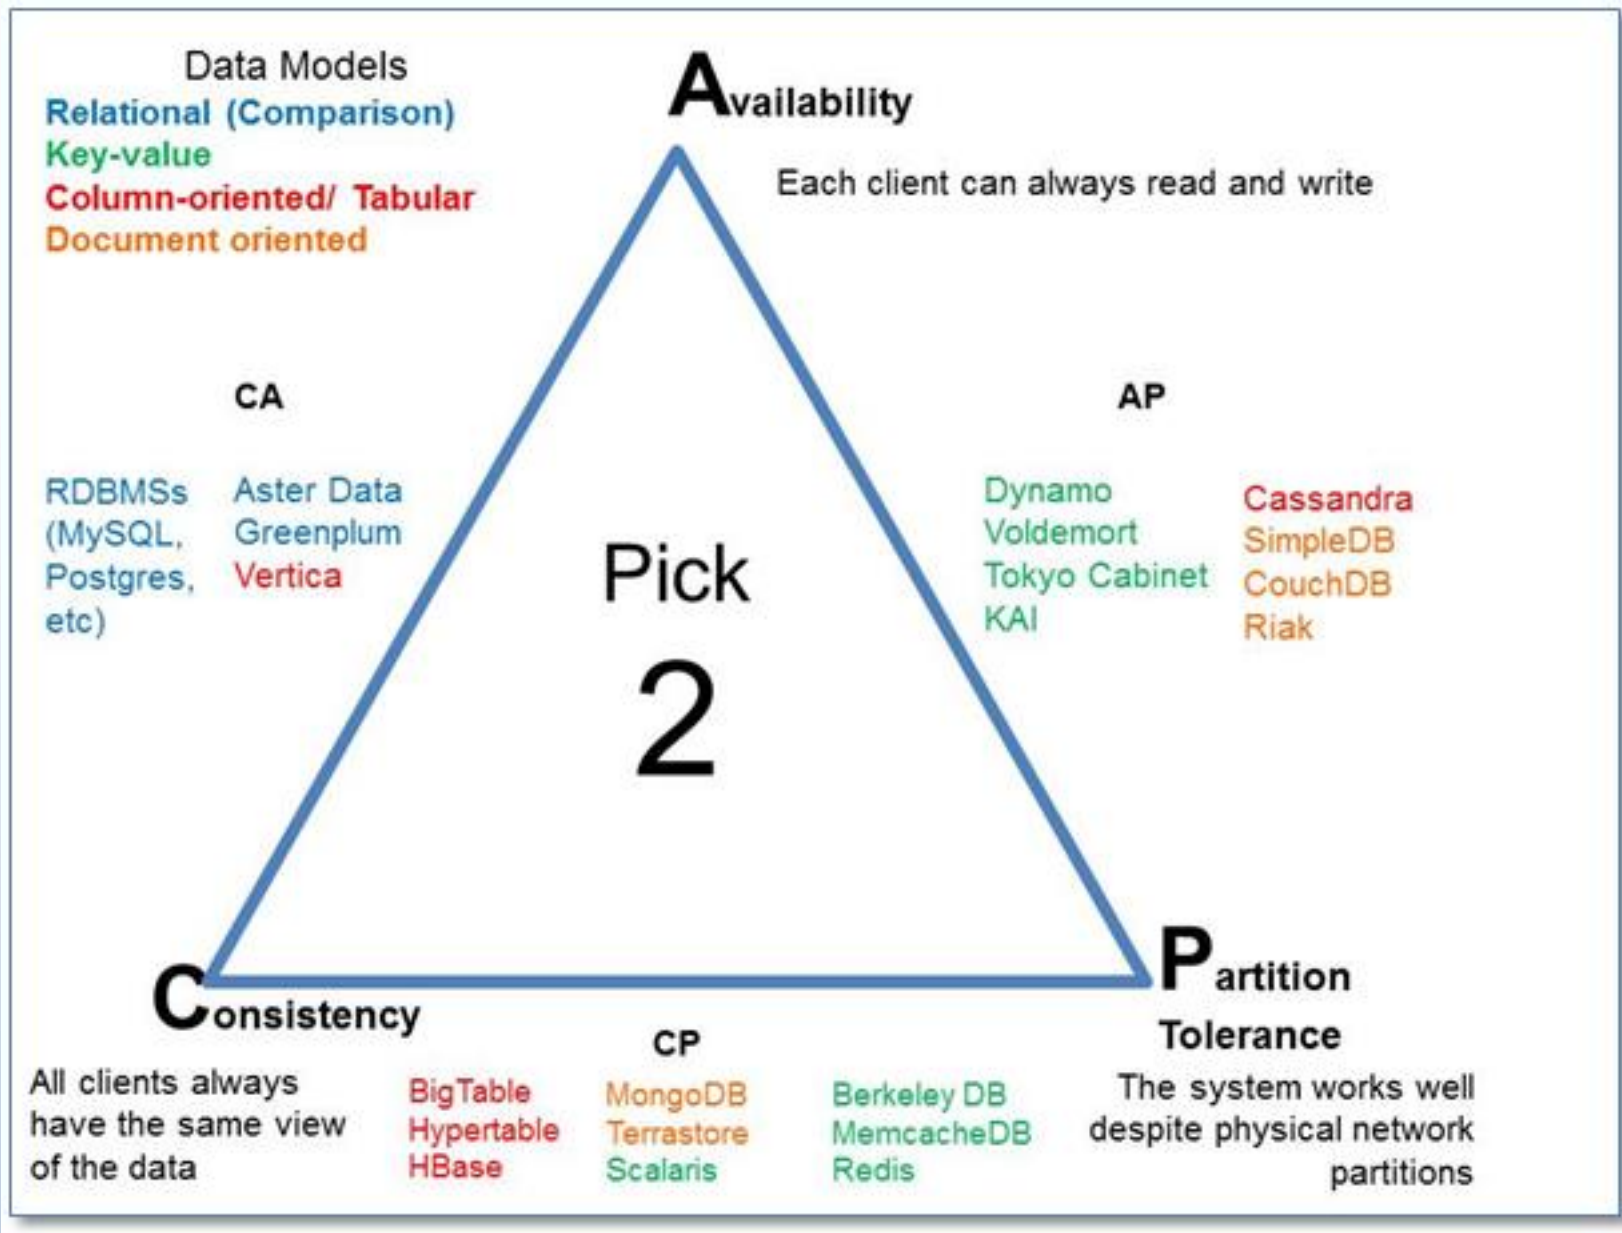 Data Models
Relational (Comparison)
Key-value
Column-oriented/ Tabular
Document oriented
Availability
Each client can always read and write
CA
RDBMSs
(MySQL,
Postgres,
etc)
Aster Data
Greenplum
Vertica
Pick
2
AP
Dynamo
Voldemort
Tokyo Cabinet
KAI
Cassandra
SimpleDB
CouchDB
Riak
Consistency
All clients always
have the same view
of the data
CP
BigTable
Hypertable
HBase
MongoDB
Terrastore
Scalaris
Berkeley DB
MemcacheDB
Redis
Partition
Tolerance
The system works well
despite physical network
partitions